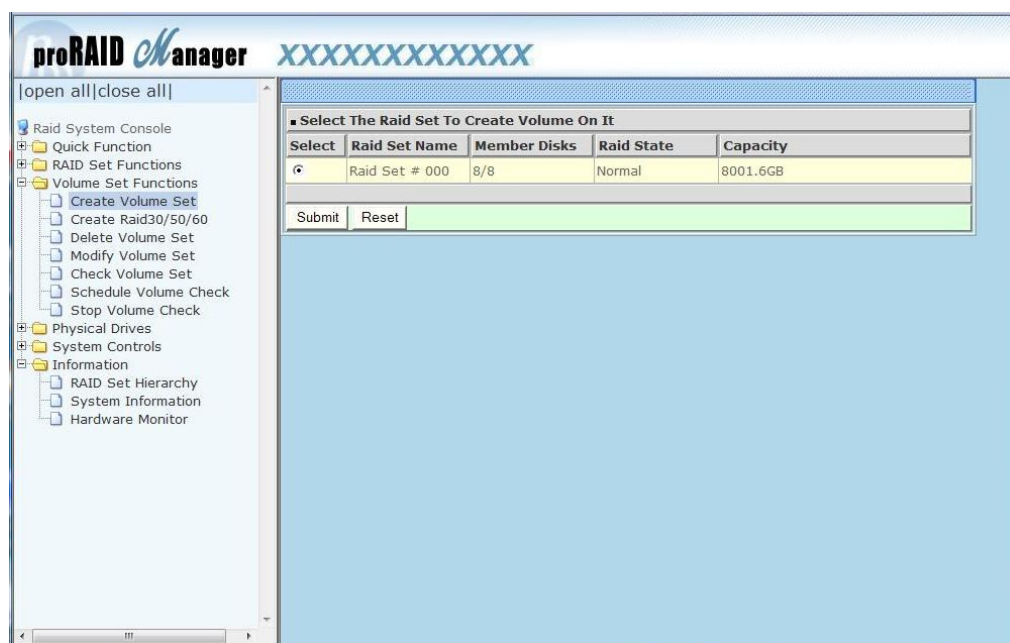 proRAID Manager XXXXXXXXXXXX
|open all|close all|
Raid System Console
Quick Function
RAID Set Functions
Volume Set Functions
Create Volume Set
Create Raid30/50/60
Delete Volume Set
Modify Volume Set
Check Volume Set
Schedule Volume Check
Stop Volume Check
Physical Drives
System Controls
Information
RAID Set Hierarchy
System Information
Hardware Monitor
Select The Raid Set To Create Volume On It
Select Raid Set Name Member Disks Raid State Capacity
Raid Set # 000 8/8 Normal 8001.6GB
Submit Reset